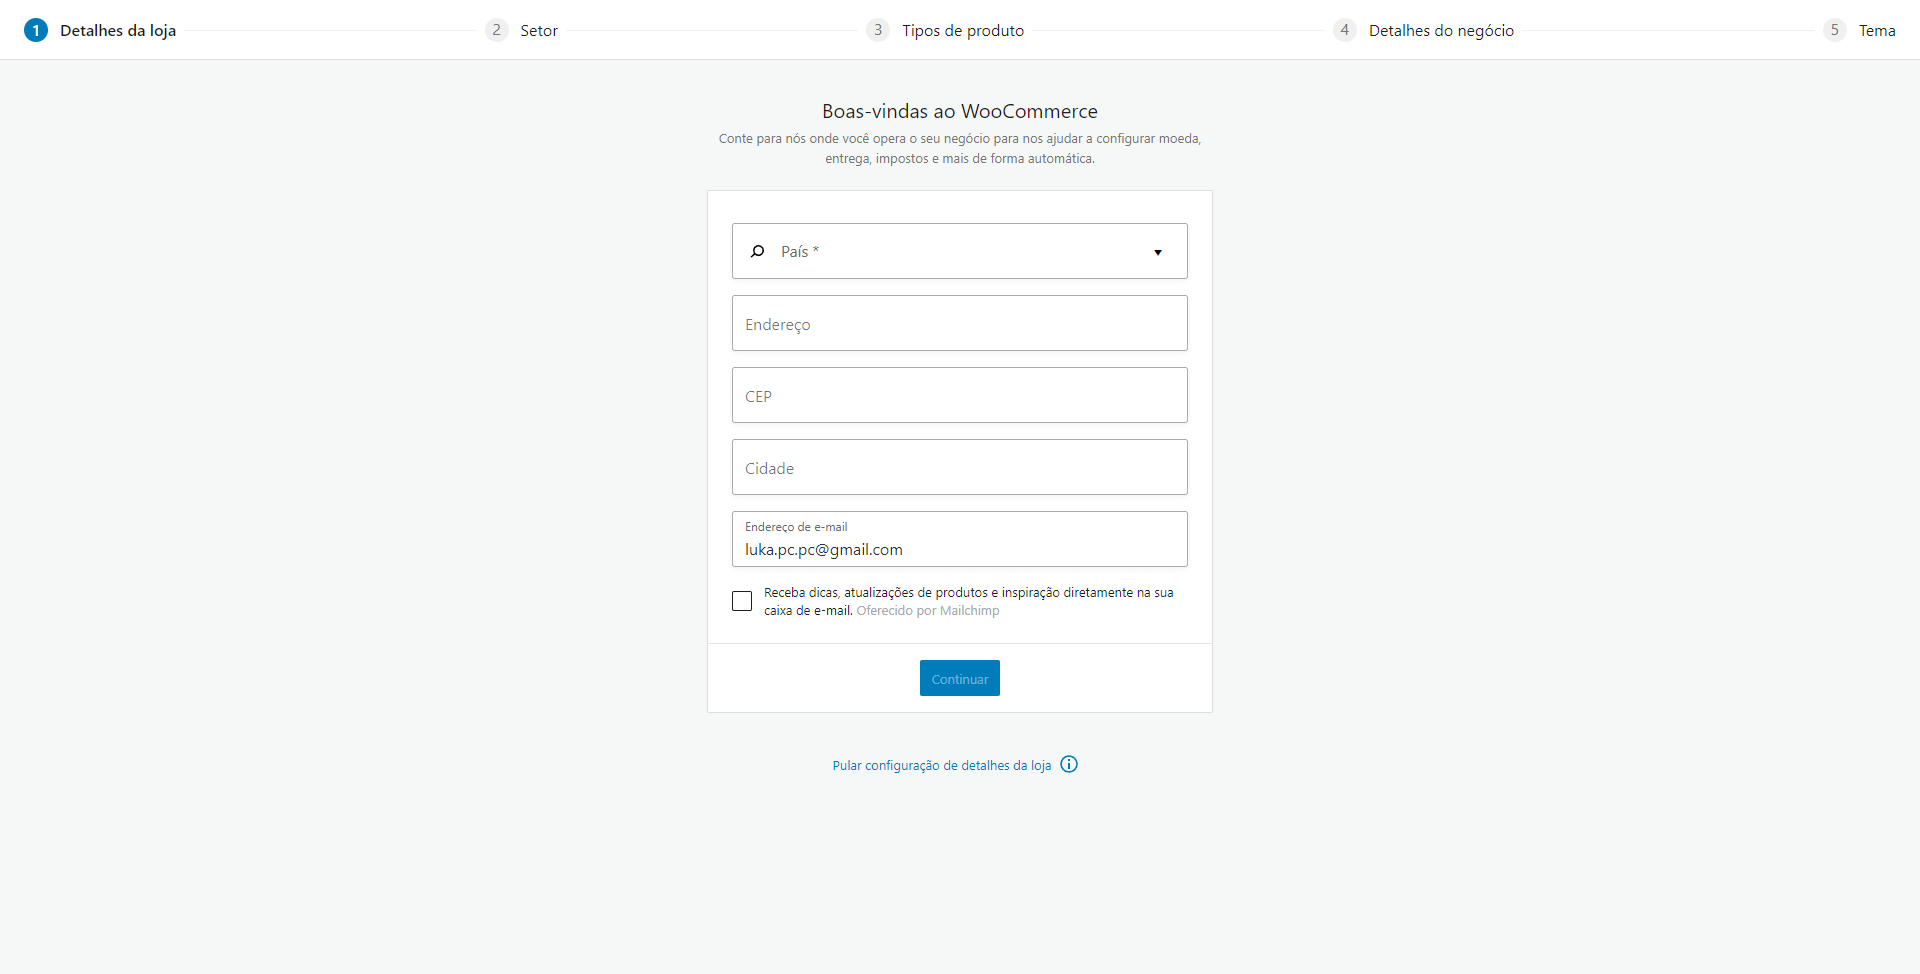 1 Detalhes da loja 2 Setor 3 Tipos de produto 4 Detalhes do negócio 5 Tema
Boas-vindas ao WooCommerce
Conte para nós onde você opera o seu negócio para nos ajudar a configurar moeda,
entrega, impostos e mais de forma automática.
País *
Endereço
CEP
Cidade
Endereço de e-mail
luka.pc.pc@gmail.com
Receba dicas, atualizações de produtos e inspiração diretamente na sua
caixa de e-mail. Oferecido por Mailchimp
Continuar
Pular configuração de detalhes da loja